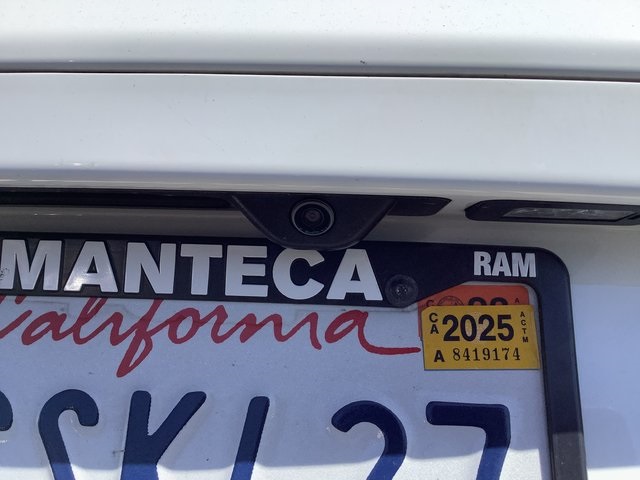 MANTECA RAM
California
CA 2025 ACTM
A 8419174